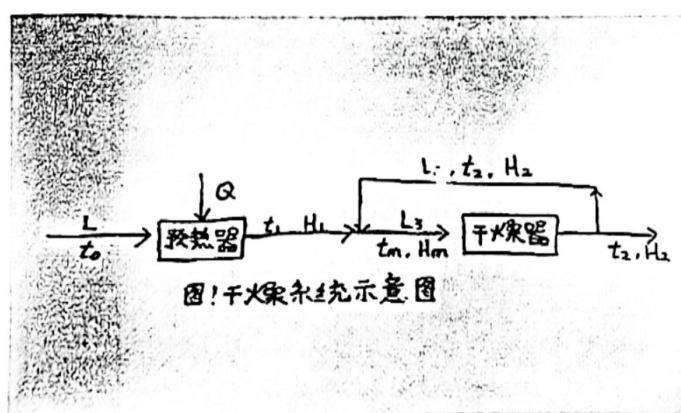 L , t₂ , H₂
Q
L
预热器
t₁ H₁
L₃
干燥器
t₀
tm , Hm
t₂ , H₂
图1 干燥系统示意图